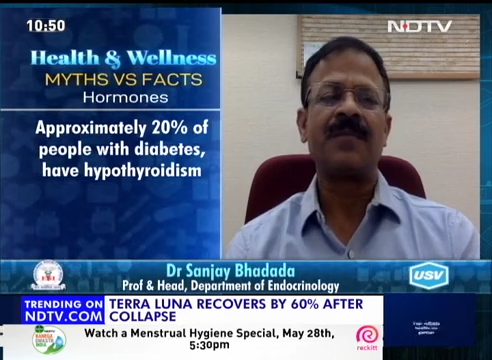 10:50
NDTV
Health & Wellness
MYTHS VS FACTS
Hormones
Approximately 20% of
people with diabetes,
have hypothyroidism
Dr Sanjay Bhadada
Prof & Head, Department of Endocrinology
USV
TRENDING ON
NDTV.COM
TERRA LUNA RECOVERS BY 60% AFTER
COLLAPSE
Watch a Menstrual Hygiene Special, May 28th,
5:30pm
reckitt